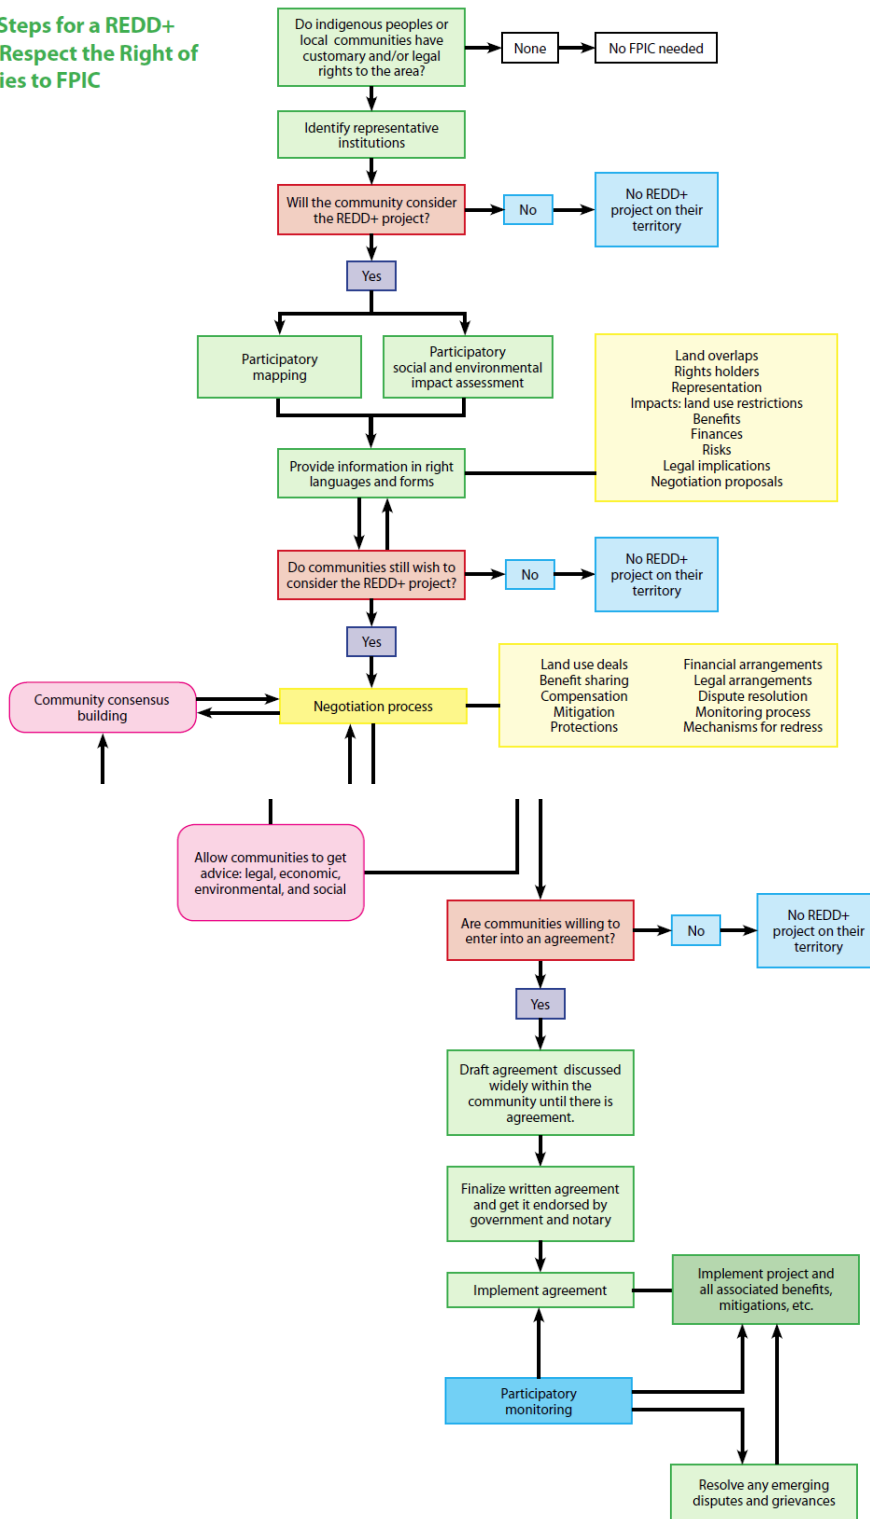 Steps for a REDD+
Respect the Right of
ies to FPIC
Do indigenous peoples or
local communities have
customary and/or legal
rights to the area?
None
No FPIC needed
Identify representative
institutions
Will the community consider
the REDD+ project?
No
No REDD+
project on their
territory
Yes
Participatory
mapping
Participatory
social and environmental
impact assessment
Land overlaps
Rights holders
Representation
Impacts: land use restrictions
Benefits
Finances
Risks
Legal implications
Negotiation proposals
Provide information in right
languages and forms
Do communities still wish to
consider the REDD+ project?
No
No REDD+
project on their
territory
Yes
Community consensus
building
Negotiation process
Land use deals
Benefit sharing
Compensation
Mitigation
Protections
Financial arrangements
Legal arrangements
Dispute resolution
Monitoring process
Mechanisms for redress
Allow communities to get
advice: legal, economic,
environmental, and social
Are communities willing to
enter into an agreement?
No
No REDD+
project on their
territory
Yes
Draft agreement discussed
widely within the
community until there is
agreement.
Finalize written agreement
and get it endorsed by
government and notary
Implement agreement
Implement project and
all associated benefits,
mitigations, etc.
Participatory
monitoring
Resolve any emerging
disputes and grievances